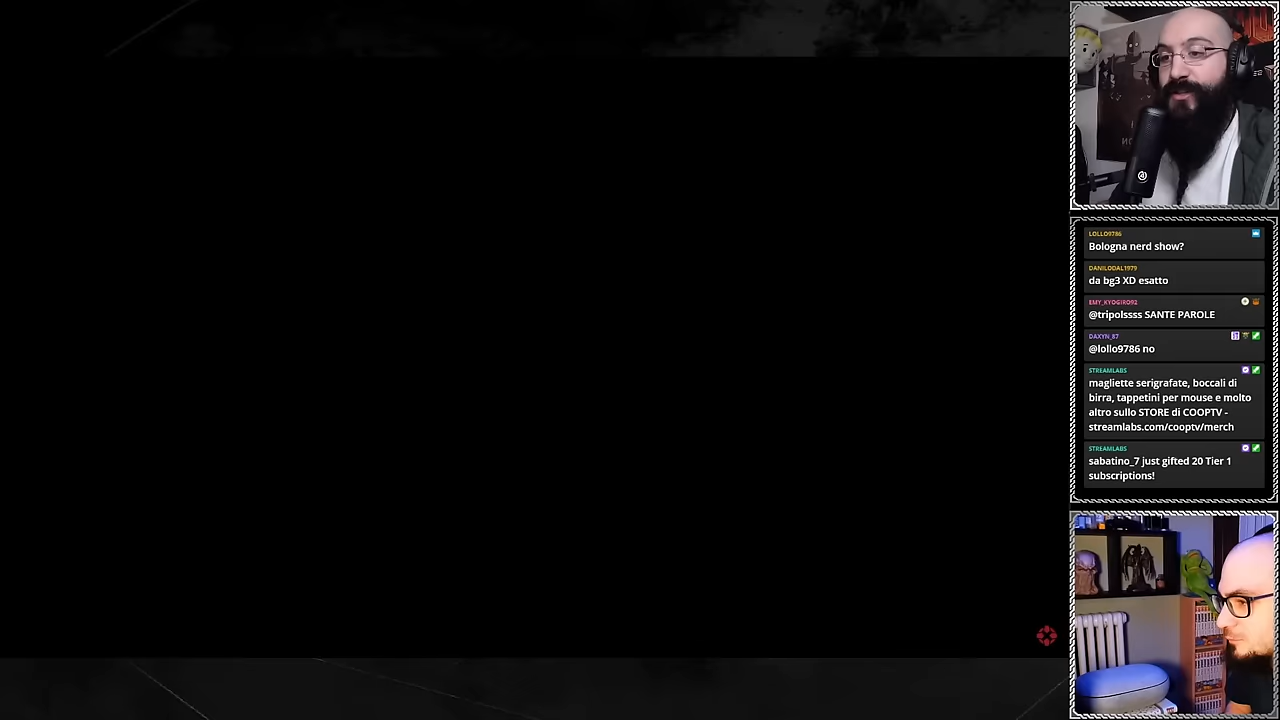 LOLLO9786
Bologna nerd show?
DANILODAL1979
da bg3 XD esatto
EMY_KYOGIRO92
@tripolssss SANTE PAROLE
DAXYN_87
@lollo9786 no
STREAMLABS
magliette serigrafate, boccali di
birra, tappetini per mouse e molto
altro sullo STORE di COOPTV -
streamlabs.com/cooptv/merch
STREAMLABS
sabatino_7 just gifted 20 Tier 1
subscriptions!